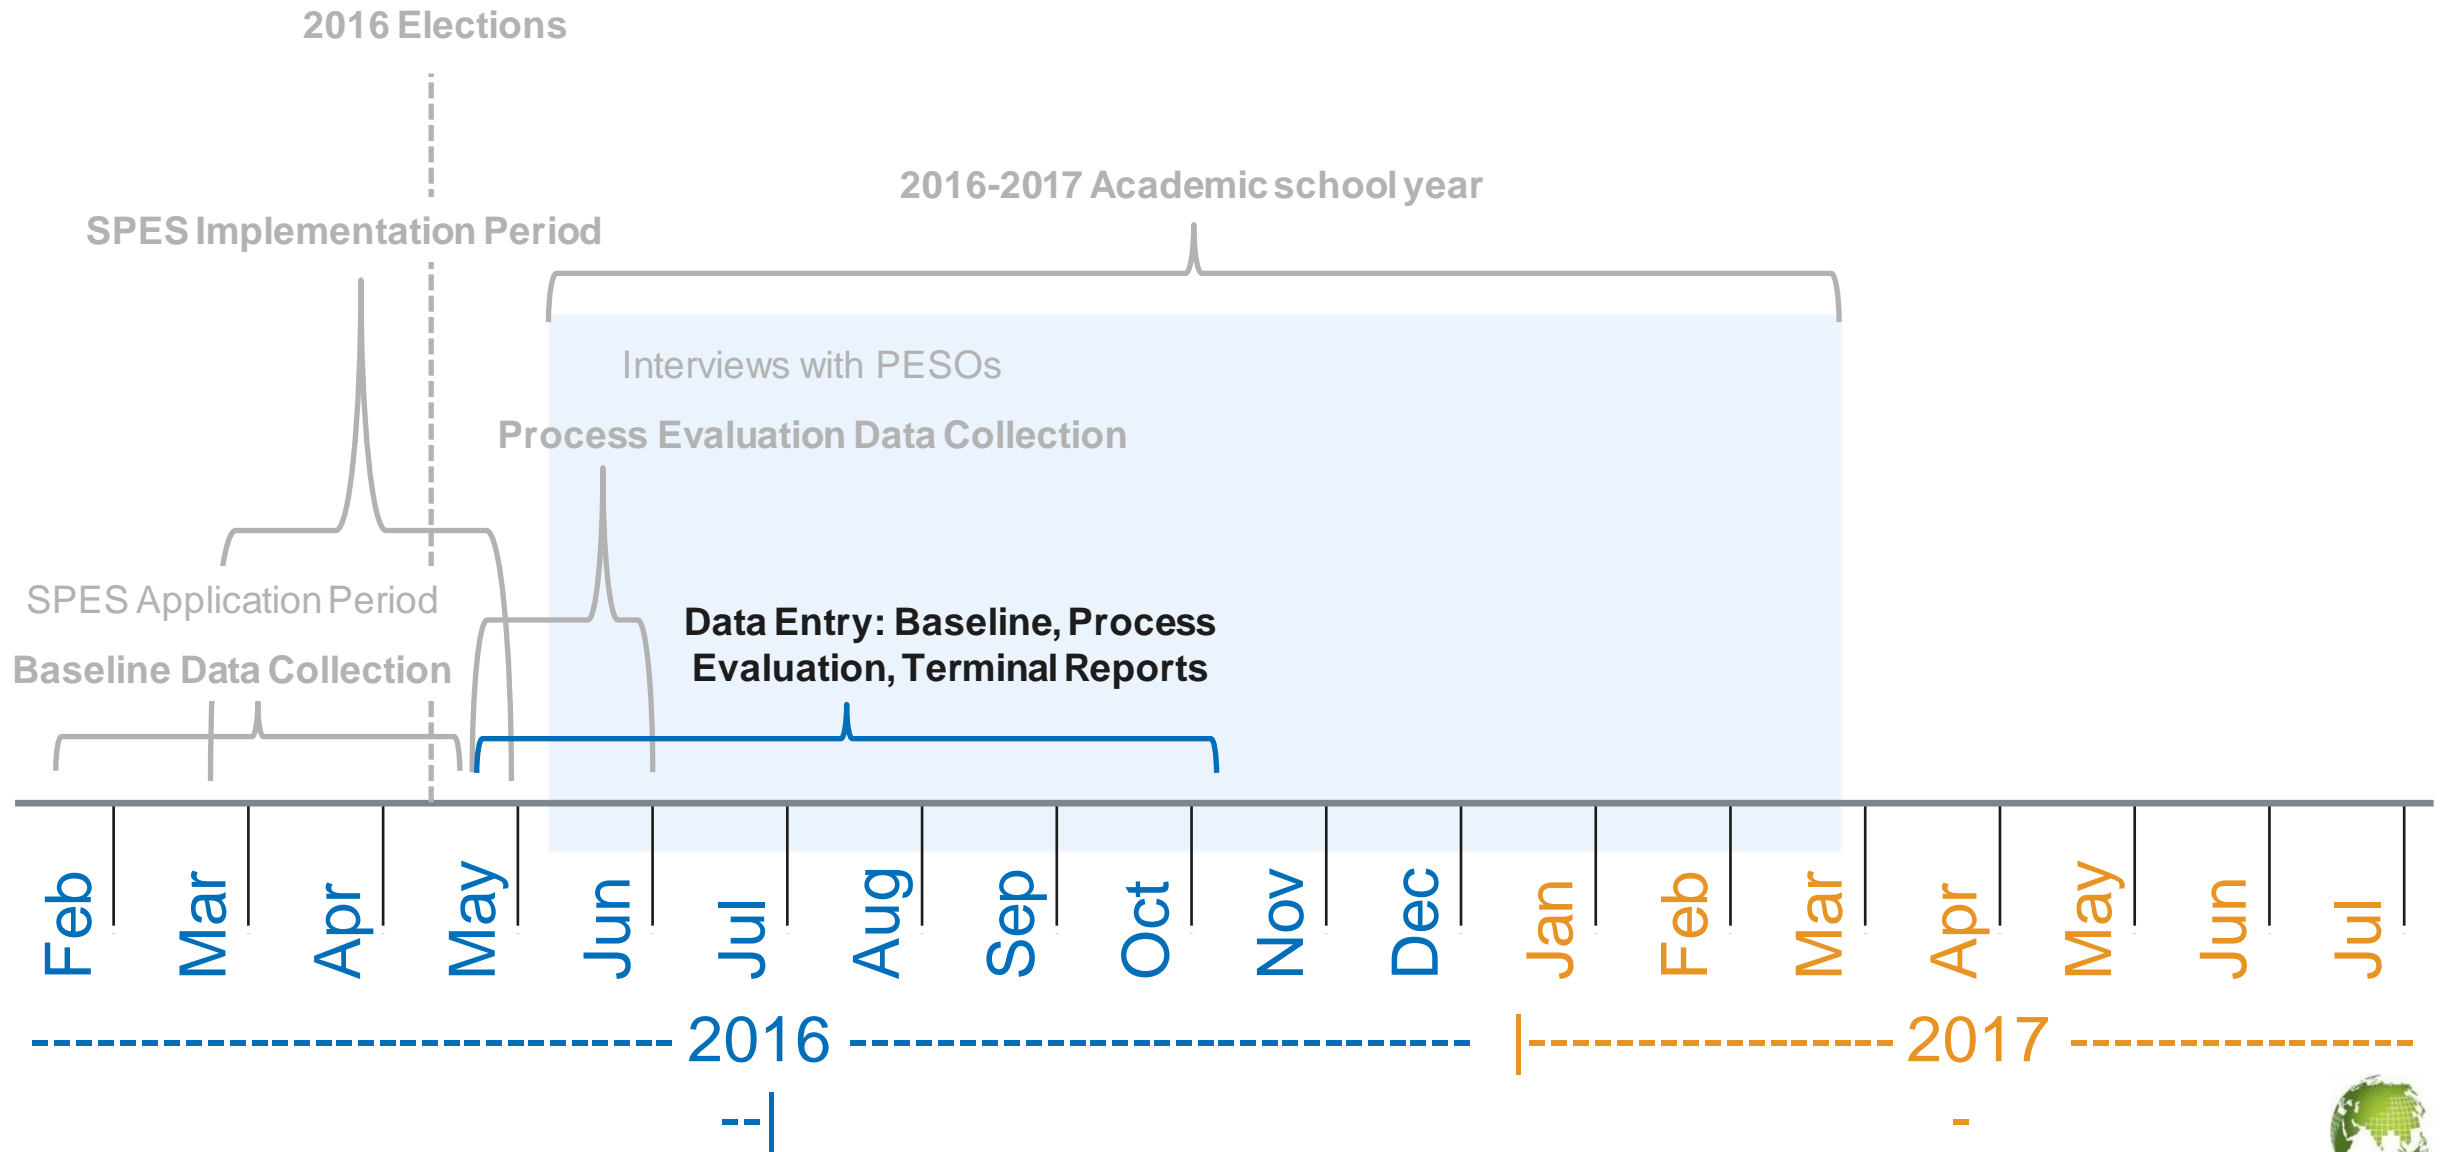 2016 Elections
2016-2017 Academic school year
SPES Implementation Period
Interviews with PESOs
Process Evaluation Data Collection
SPES Application Period
Data Entry: Baseline, Process
Evaluation, Terminal Reports
Baseline Data Collection
Feb Mar Apr May Jun Jul Aug Sep Oct Nov Dec Jan Feb Mar Apr May Jun Jul
2016 2017